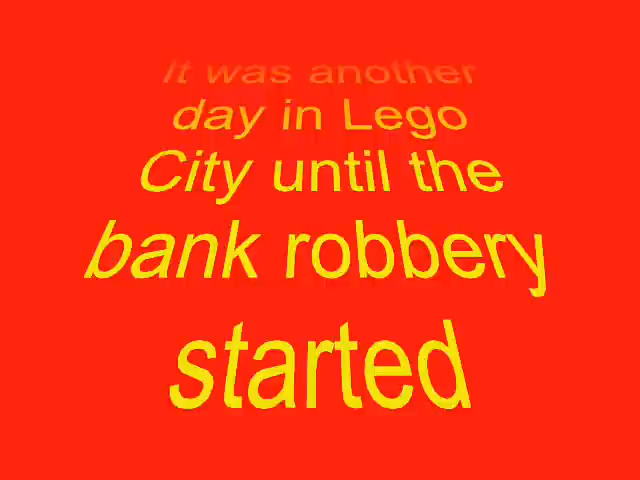 It was another
day in Lego
City until the
bank robbery
started